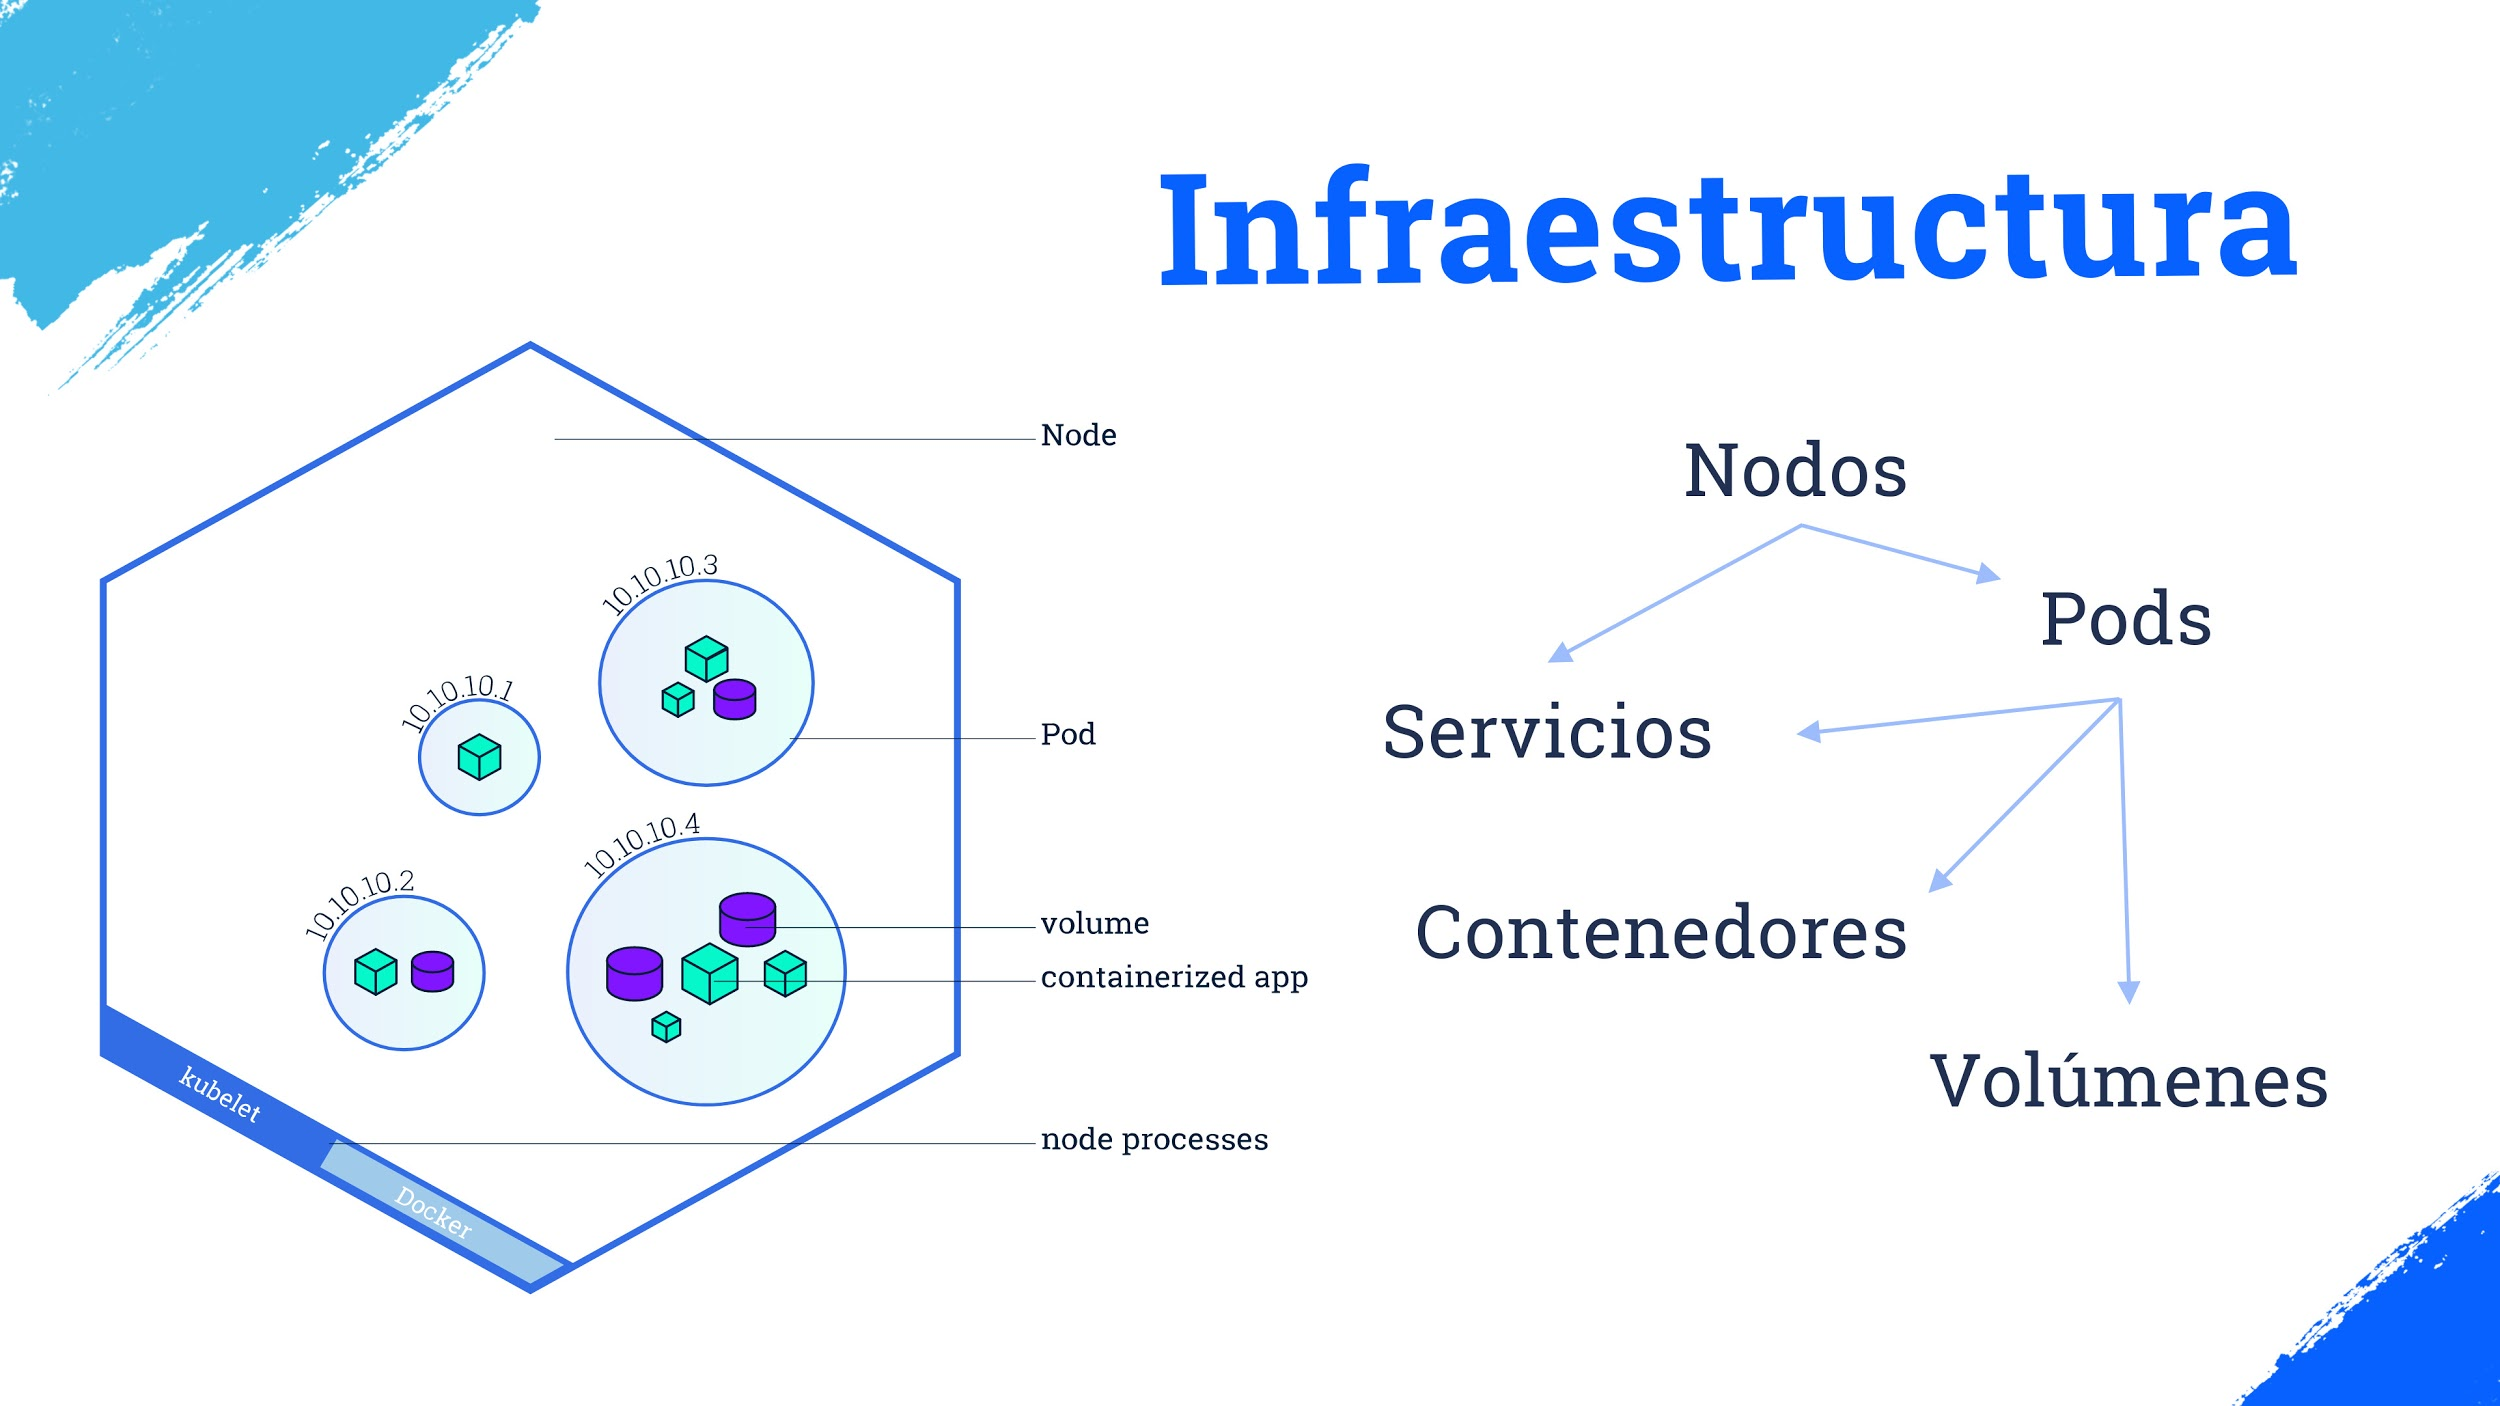 Infraestructura
Node
10.10.10.3
10.10.10.1
Pod
10.10.10.4
10.10.10.2
volume
containerized app
kubelet
node processes
Docker
Nodos
Pods
Servicios
Contenedores
Volúmenes